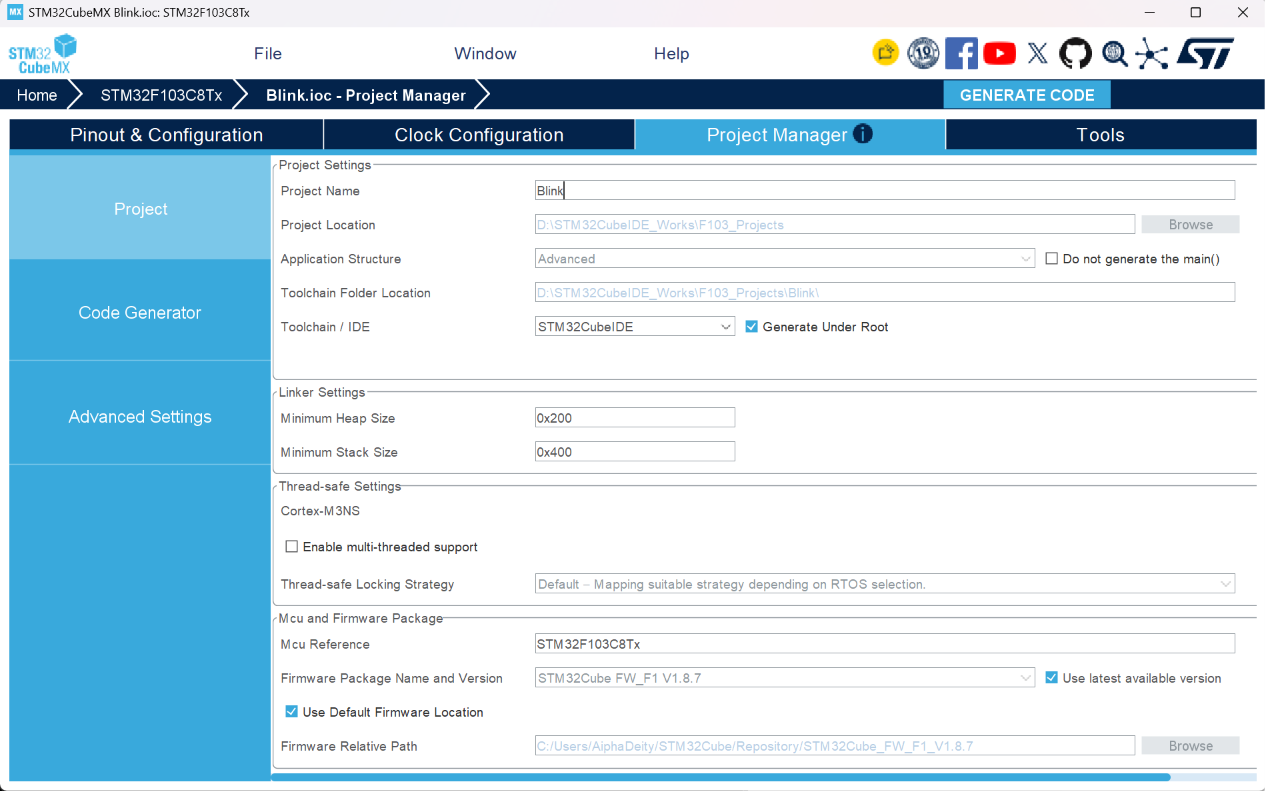 MX STM32CubeMX Blink.ioc: STM32F103C8Tx
STM32
CubeMX
File Window Help
19
Home STM32F103C8Tx Blink.ioc - Project Manager GENERATE CODE
Pinout & Configuration Clock Configuration Project Manager i Tools
Project
Code Generator
Advanced Settings
Project Settings
Project Name Blink
Project Location D:\STM32CubeIDE_Works\F103_Projects Browse
Application Structure Advanced Do not generate the main()
Toolchain Folder Location D:\STM32CubeIDE_Works\F103_Projects\Blink\
Toolchain / IDE STM32CubeIDE Generate Under Root
Linker Settings
Minimum Heap Size 0x200
Minimum Stack Size 0x400
Thread-safe Settings
Cortex-M3NS
Enable multi-threaded support
Thread-safe Locking Strategy Default – Mapping suitable strategy depending on RTOS selection.
Mcu and Firmware Package
Mcu Reference STM32F103C8Tx
Firmware Package Name and Version STM32Cube FW_F1 V1.8.7 Use latest available version
Use Default Firmware Location
Firmware Relative Path C:/Users/AiphaDeity/STM32Cube/Repository/STM32Cube_FW_F1_V1.8.7 Browse